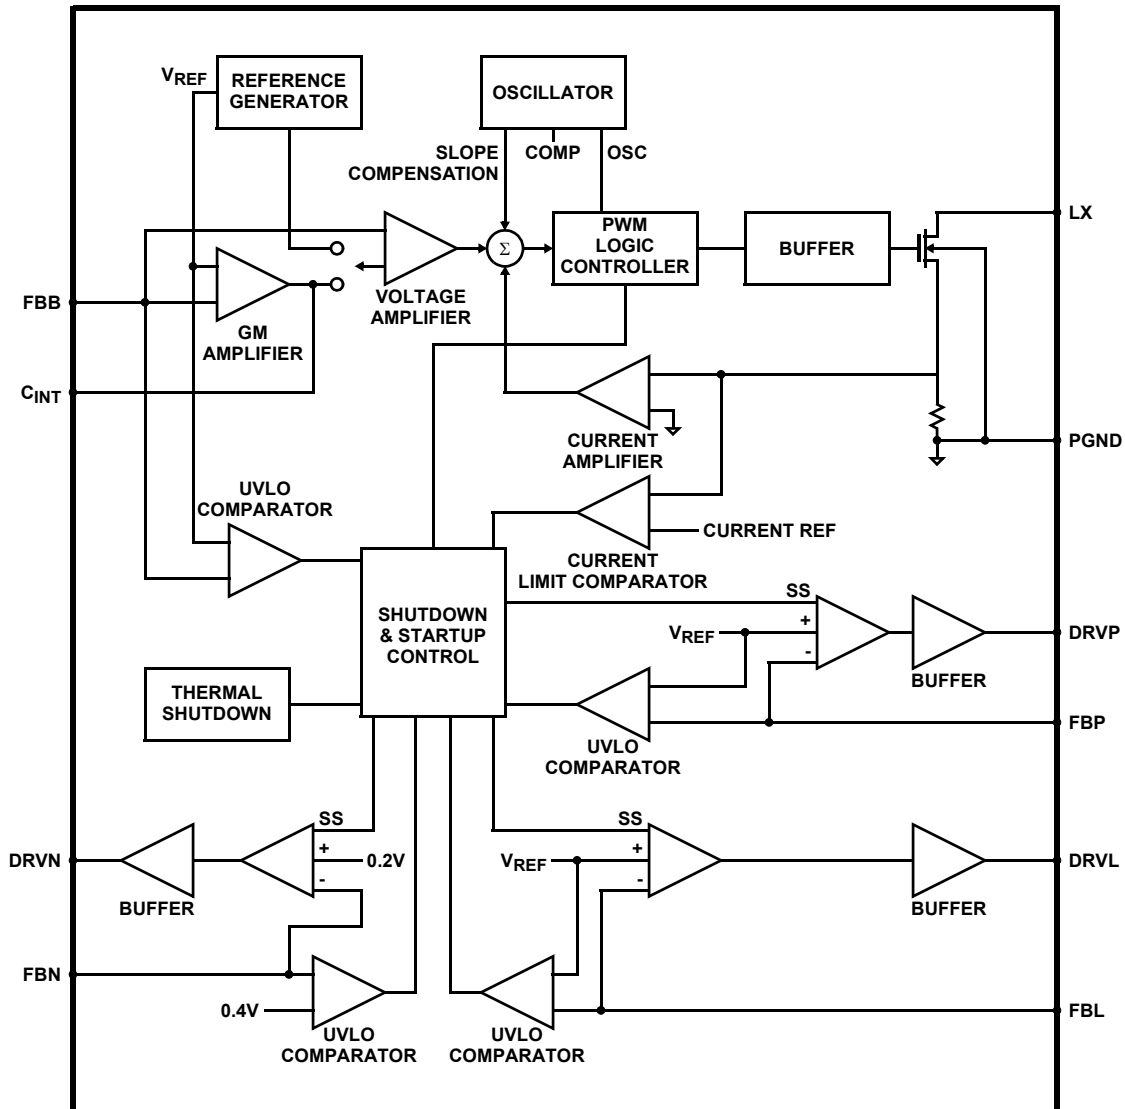 VREF
REFERENCE
GENERATOR
OSCILLATOR
SLOPE
COMPENSATION
COMP
OSC
LX
PWM
LOGIC
CONTROLLER
BUFFER
Σ
FBB
GM
AMPLIFIER
VOLTAGE
AMPLIFIER
CINT
CURRENT
AMPLIFIER
PGND
UVLO
COMPARATOR
CURRENT REF
CURRENT
LIMIT COMPARATOR
SHUTDOWN
& STARTUP
CONTROL
SS
VREF
+
-
DRVP
BUFFER
THERMAL
SHUTDOWN
FBP
UVLO
COMPARATOR
SS
+
0.2V
-
DRVN
BUFFER
SS
VREF
+
-
DRVL
BUFFER
FBN
0.4V
UVLO
COMPARATOR
UVLO
COMPARATOR
FBL